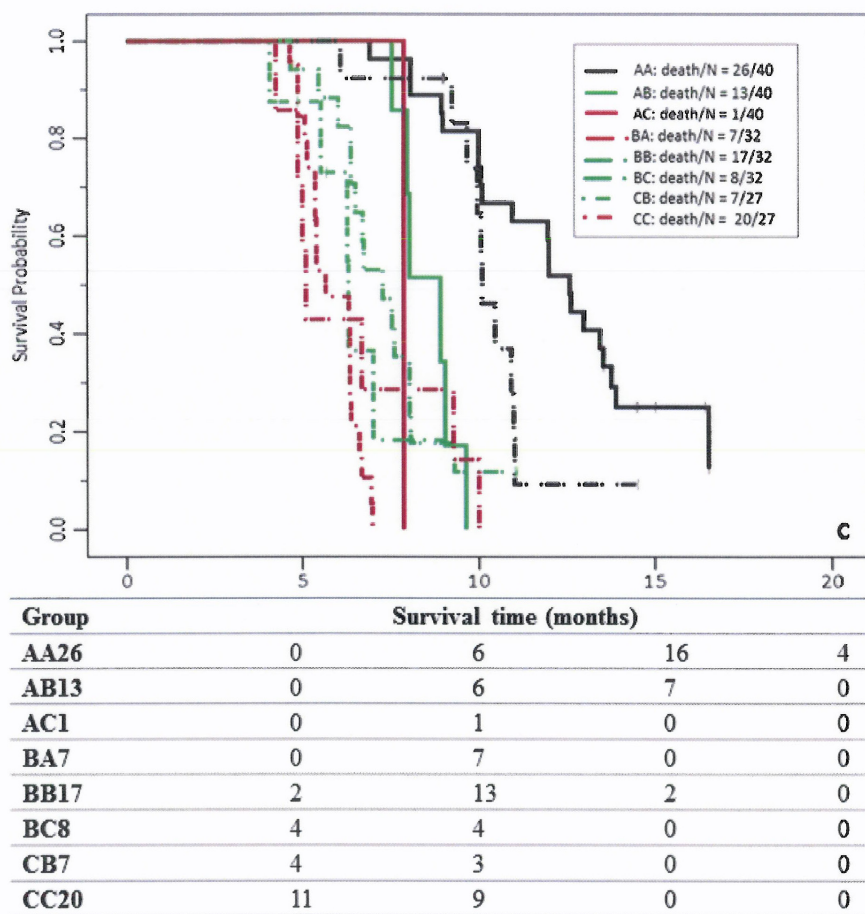 Survival Probability
1.0
0.8
0.6
0.4
0.2
0.0
AA: death/N = 26/40
AB: death/N = 13/40
AC: death/N = 1/40
BA: death/N = 7/32
BB: death/N = 17/32
BC: death/N = 8/32
CB: death/N = 7/27
CC: death/N = 20/27
C
0 5 10 15 20
Group Survival time (months)
AA26 0 6 16 4
AB13 0 6 7 0
AC1 0 1 0 0
BA7 0 7 0 0
BB17 2 13 2 0
BC8 4 4 0 0
CB7 4 3 0 0
CC20 11 9 0 0